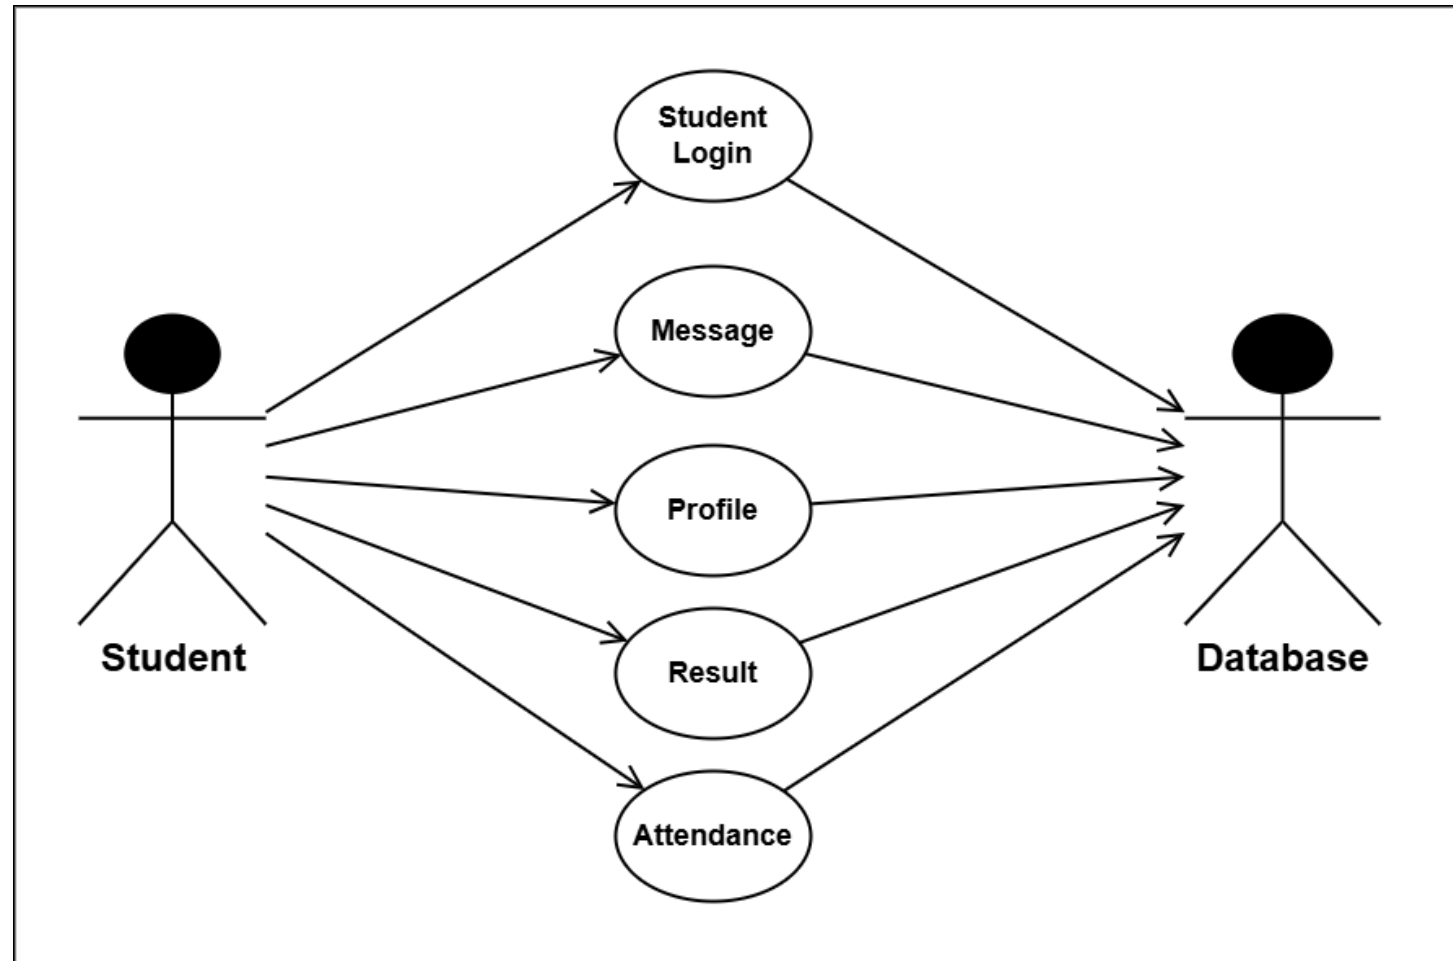 Student
Login
Message
Profile
Result
Attendance
Student
Database